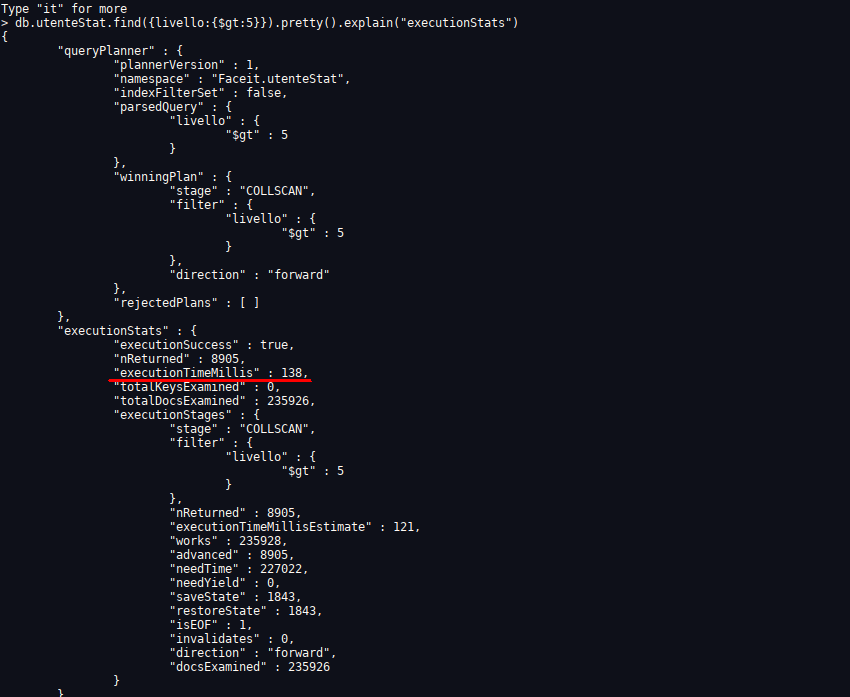 Type "it" for more
> db.utenteStat.find({livello:{$gt:5}}).pretty().explain("executionStats")
{
"queryPlanner" : {
"plannerVersion" : 1,
"namespace" : "Faceit.utenteStat",
"indexFilterSet" : false,
"parsedQuery" : {
"livello" : {
"$gt" : 5
}
},
"winningPlan" : {
"stage" : "COLLSCAN",
"filter" : {
"livello" : {
"$gt" : 5
}
},
"direction" : "forward"
},
"rejectedPlans" : [ ]
},
"executionStats" : {
"executionSuccess" : true,
"nReturned" : 8905,
"executionTimeMillis" : 138,
"totalKeysExamined" : 0,
"totalDocsExamined" : 235926,
"executionStages" : {
"stage" : "COLLSCAN",
"filter" : {
"livello" : {
"$gt" : 5
}
},
"nReturned" : 8905,
"executionTimeMillisEstimate" : 121,
"works" : 235928,
"advanced" : 8905,
"needTime" : 227022,
"needYield" : 0,
"saveState" : 1843,
"restoreState" : 1843,
"isEOF" : 1,
"invalidates" : 0,
"direction" : "forward",
"docsExamined" : 235926
}
}